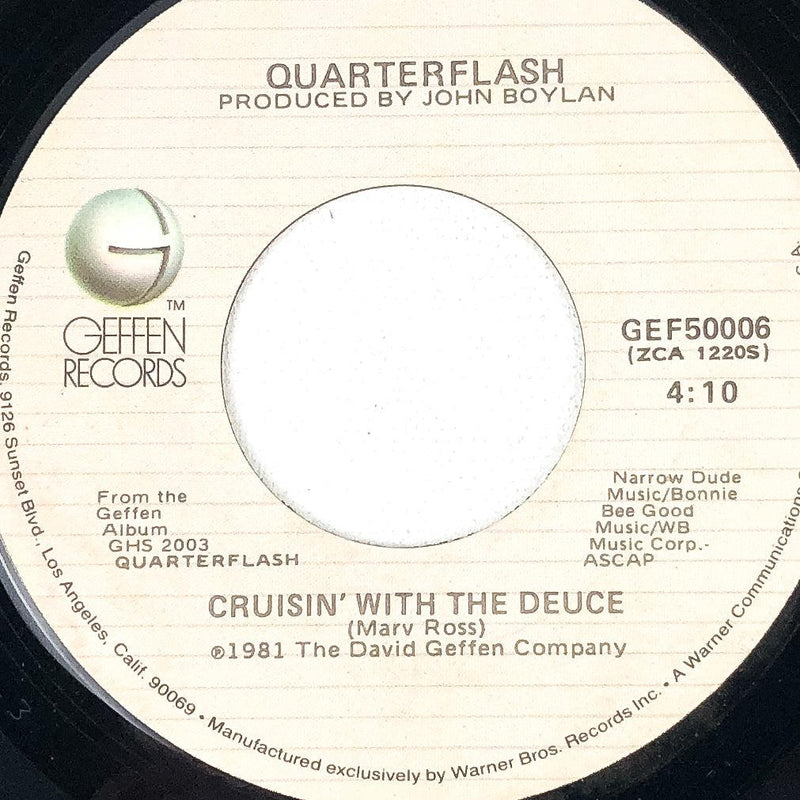 QUARTERFLASH
PRODUCED BY JOHN BOYLAN
TM
GEFFEN
RECORDS
GEF50006
(ZCA 1220S)
4:10
From the
Geffen
Album
GHS 2003
QUARTERFLASH
Narrow Dude
Music/Bonnie
Bee Good
Music/WB
Music Corp.-
ASCAP
CRUISIN' WITH THE DEUCE
(Marv Ross)
℗1981 The David Geffen Company
Geffen Records, 9126 Sunset Blvd., Los Angeles, Calif. 90069 • Manufactured exclusively by Warner Bros. Records Inc. • A Warner Communications